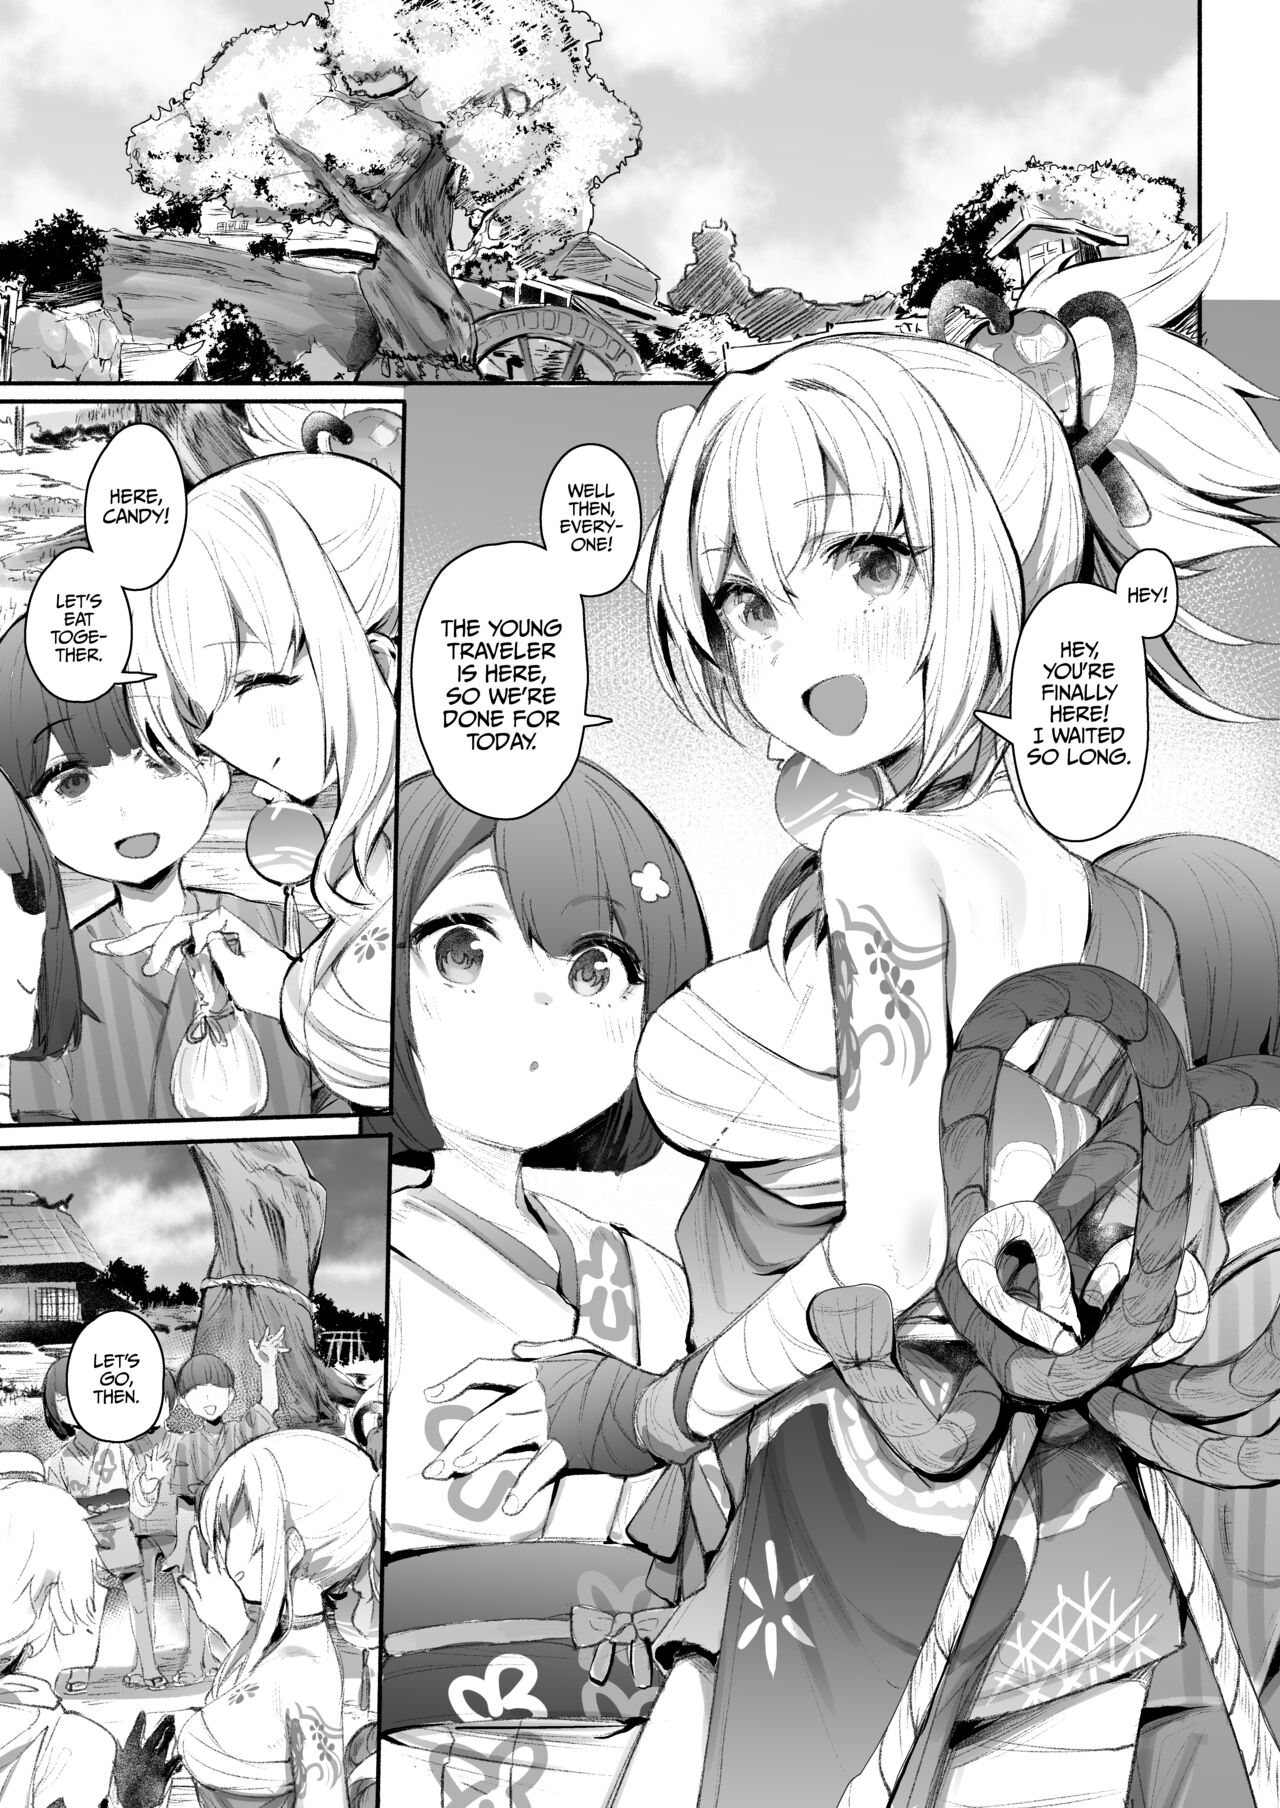 HEY!
HEY,
YOU'RE
FINALLY
HERE!
I WAITED
SO LONG.
WELL
THEN,
EVERY-
ONE!
THE YOUNG
TRAVELER
IS HERE,
SO WE'RE
DONE FOR
TODAY.
HERE,
CANDY!
LET'S
EAT
TOGE-
THER.
LET'S
GO,
THEN.